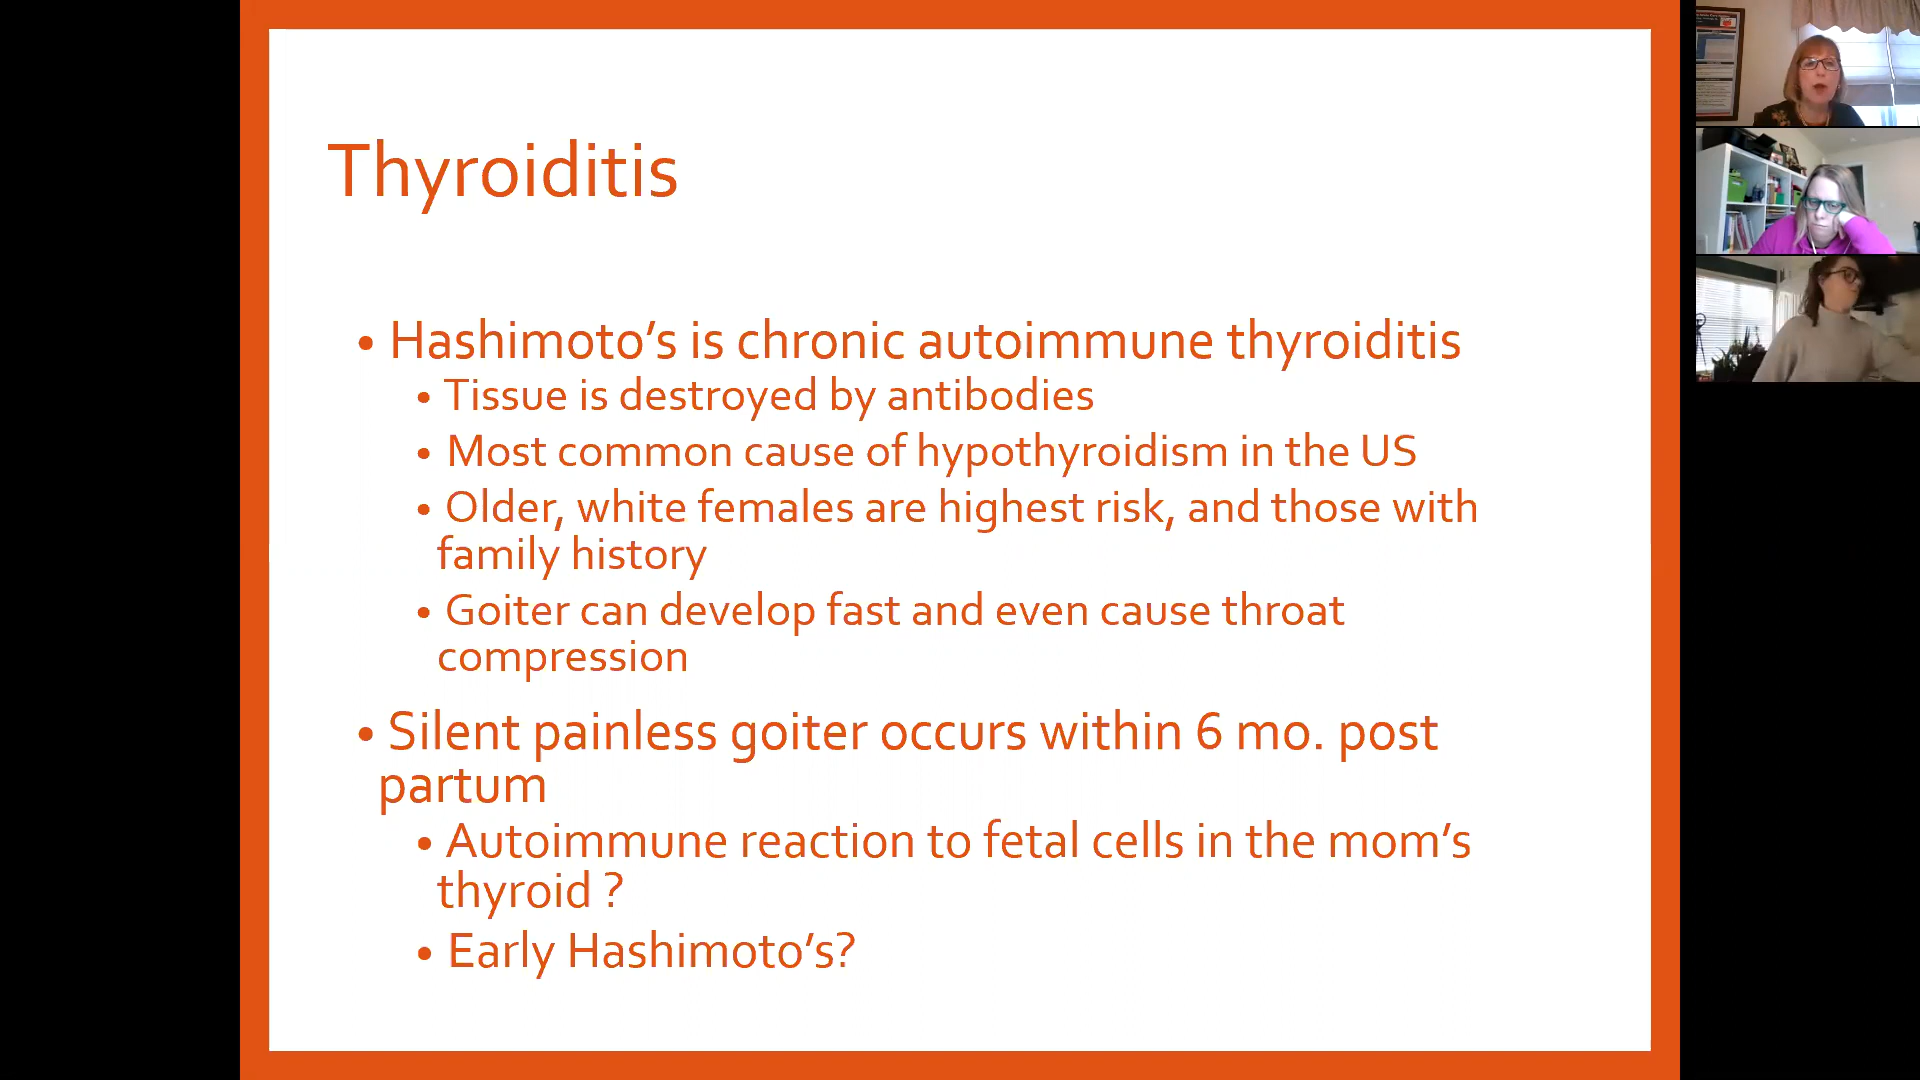 Thyroiditis
• Hashimoto’s is chronic autoimmune thyroiditis
• Tissue is destroyed by antibodies
• Most common cause of hypothyroidism in the US
• Older, white females are highest risk, and those with
family history
• Goiter can develop fast and even cause throat
compression
• Silent painless goiter occurs within 6 mo. post
partum
• Autoimmune reaction to fetal cells in the mom’s
thyroid ?
• Early Hashimoto’s?